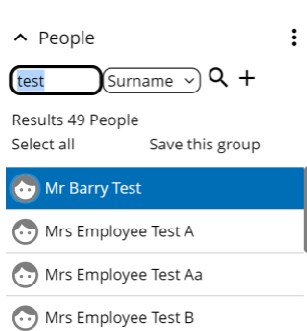 People
test Surname
Results 49 People
Select all Save this group
Mr Barry Test
Mrs Employee Test A
Mrs Employee Test Aa
Mrs Employee Test B